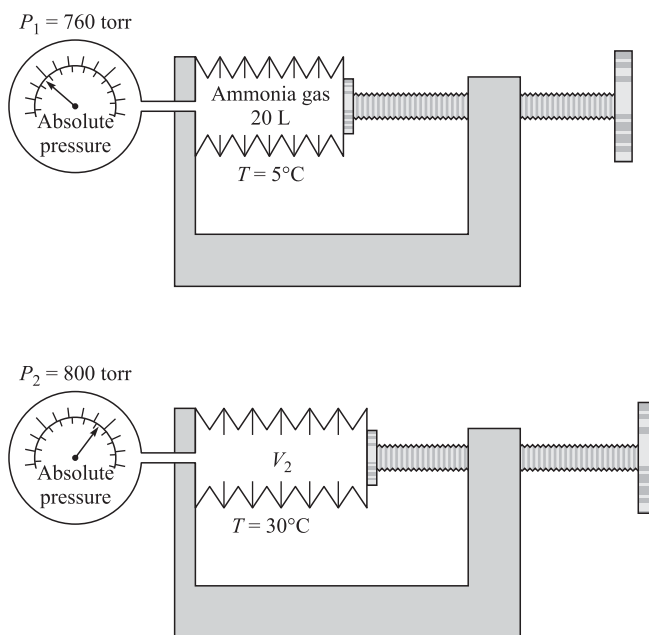 P₁ = 760 torr
Absolute
pressure
Ammonia gas
20 L
T = 5°C
P₂ = 800 torr
Absolute
pressure
V₂
T = 30°C